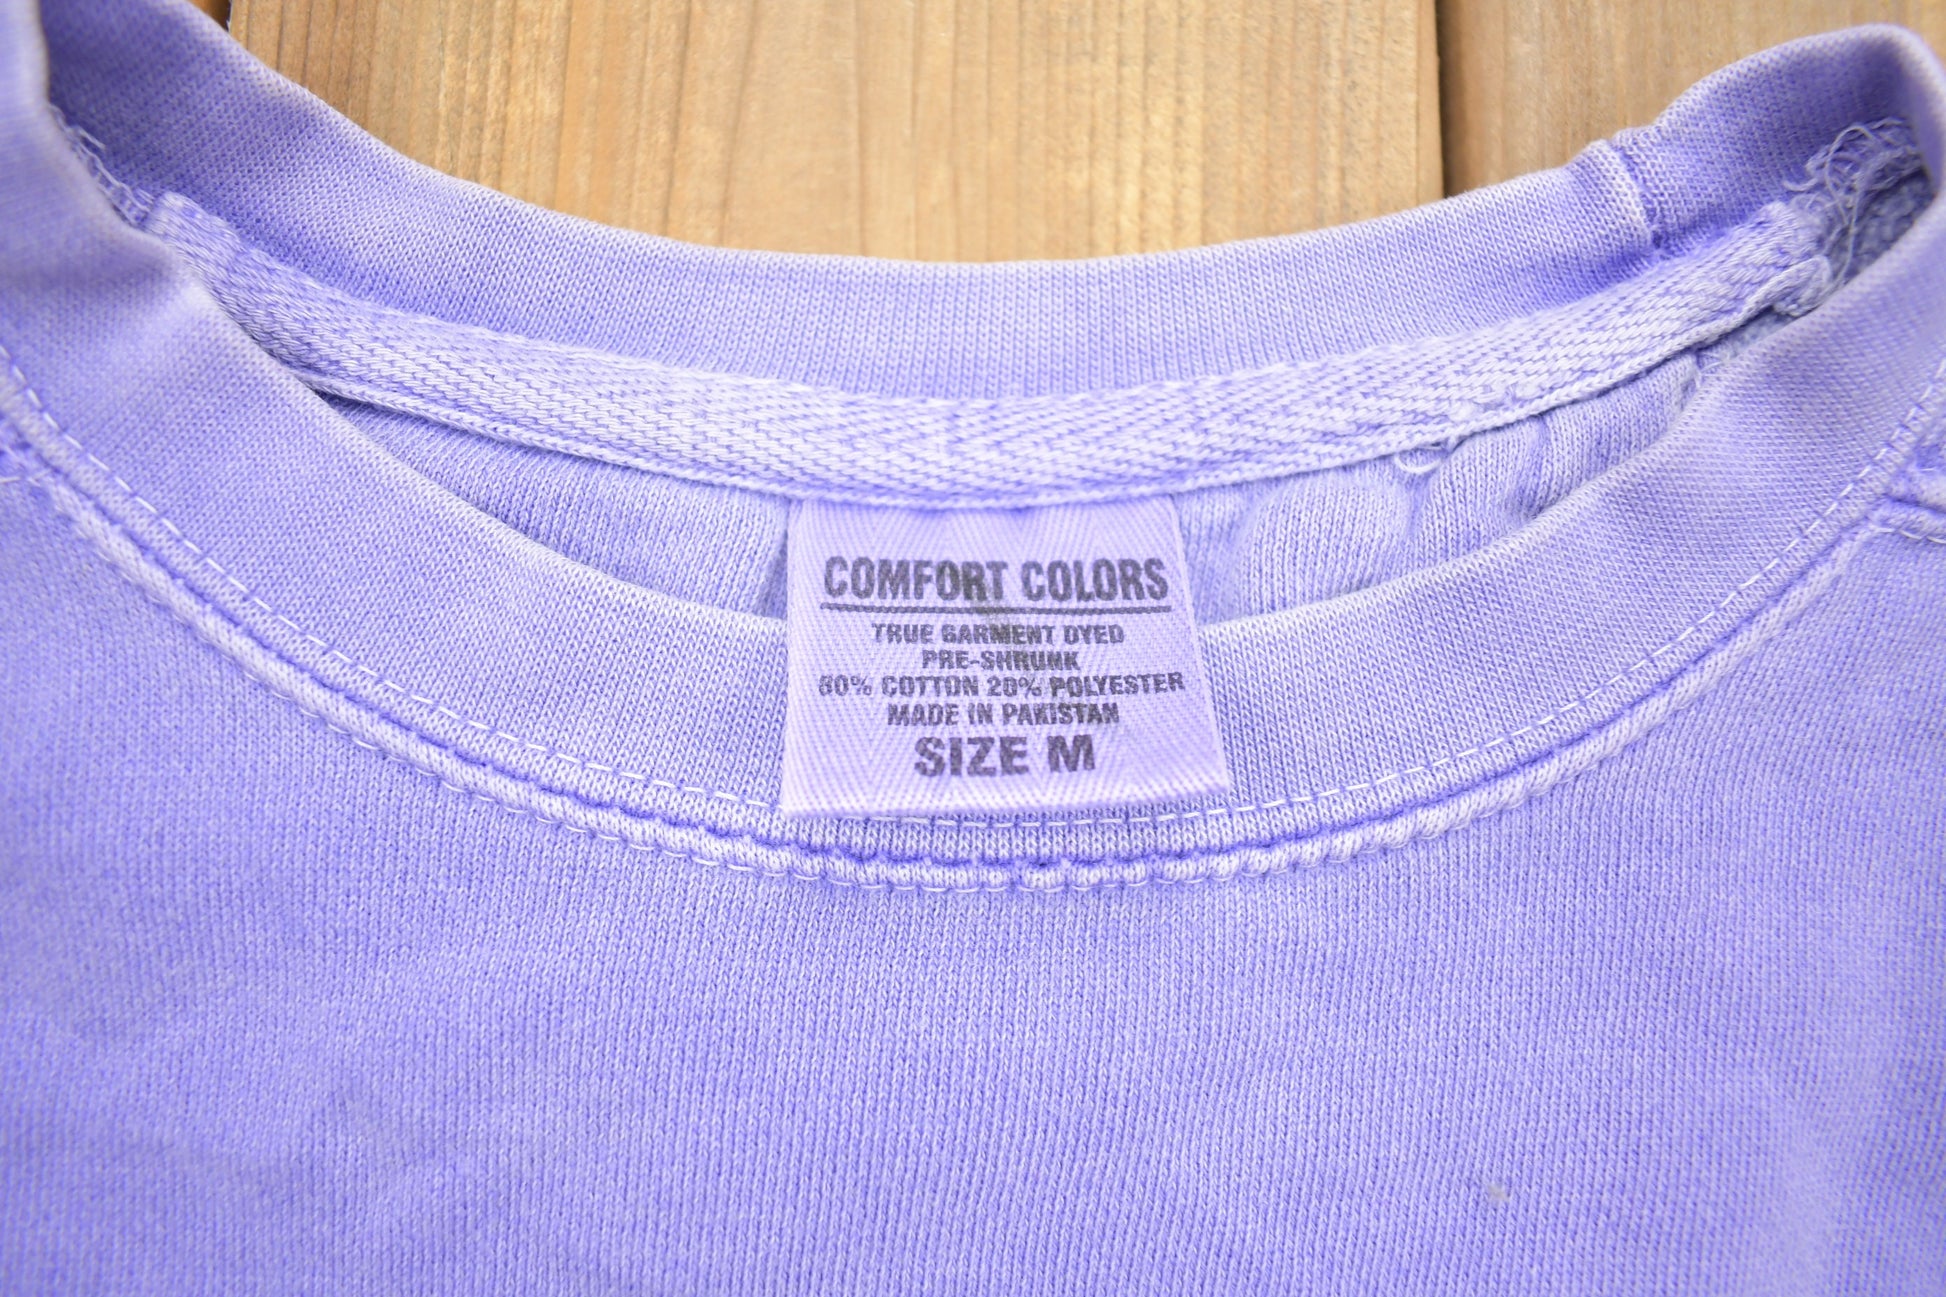 COMFORT COLORS
TRUE GARMENT DYED
PRE-SHRUNK
80% COTTON 20% POLYESTER
MADE IN PAKISTAN
SIZE M